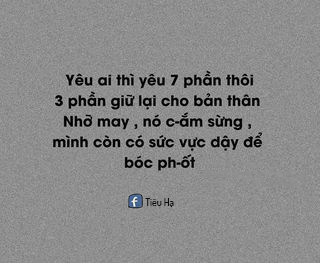 Yêu ai thì yêu 7 phần thôi
3 phần giữ lại cho bản thân
Nhỡ may , nó c-ắm sừng ,
mình còn có sức vực dậy để
bóc ph-ốt
Tiêu Hạ